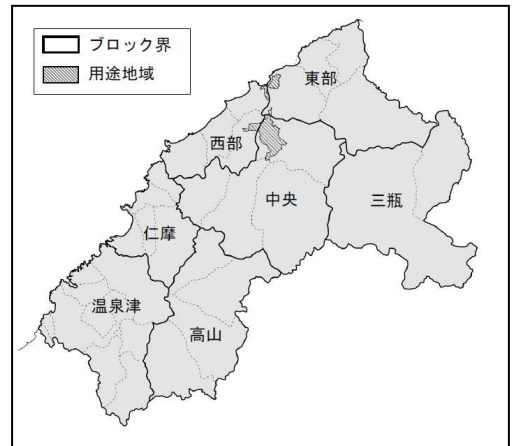 ブロック界
用途地域
東部
西部
中央
三瓶
仁摩
温泉津
高山